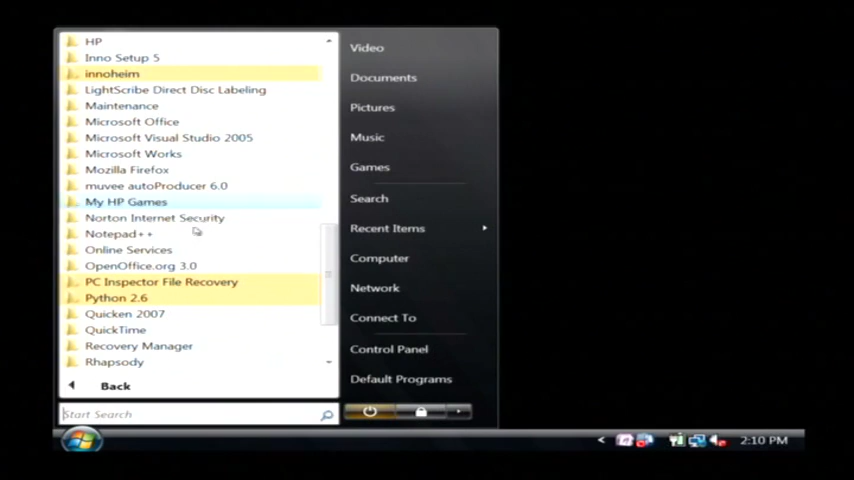 HP
Inno Setup 5
innoheim
LightScribe Direct Disc Labeling
Maintenance
Microsoft Office
Microsoft Visual Studio 2005
Microsoft Works
Mozilla Firefox
muvee autoProducer 6.0
My HP Games
Norton Internet Security
Notepad++
Online Services
OpenOffice.org 3.0
PC Inspector File Recovery
Python 2.6
Quicken 2007
QuickTime
Recovery Manager
Rhapsody
Back
Start Search
Video
Documents
Pictures
Music
Games
Search
Recent Items
Computer
Network
Connect To
Control Panel
Default Programs
2:10 PM